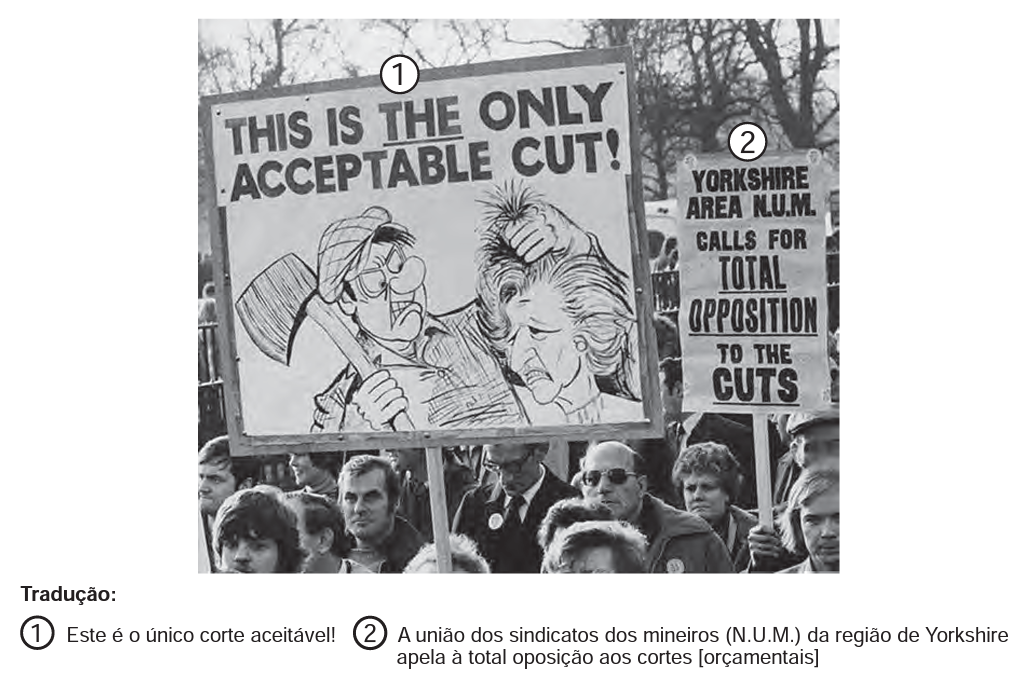 1
THIS IS THE ONLY
ACCEPTABLE CUT!
2
YORKSHIRE
AREA N.U.M.
CALLS FOR
TOTAL
OPPOSITION
TO THE
CUTS
Tradução:
1 Este é o único corte aceitável!
2 A união dos sindicatos dos mineiros (N.U.M.) da região de Yorkshire
apela à total oposição aos cortes [orçamentais]